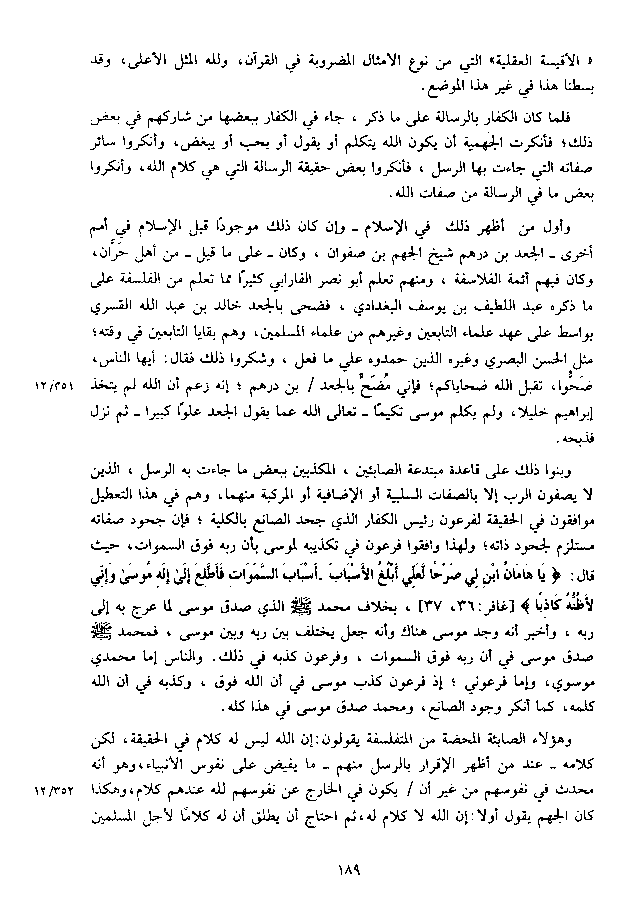 « الأقيسة العقلية» التي من نوع الأمثال المضروبة في القرآن، ولله المثل الأعلى، وقد
بسطنا هذا في غير هذا الموضع.
فلما كان الكفار بالرسالة على ما ذكر ، جاء في الكفار ببعضها من شاركهم في بعض
ذلك؛ فأنكرت الجهمية أن يكون الله يتكلم أو يقول أو يحب أو يبغض، وأنكروا سائر
صفاته التي جاءت بها الرسل ، فأنكروا بعض حقيقة الرسالة التي هي كلام الله، وأنكروا
بعض ما في الرسالة من صفات الله.
وأول من أظهر ذلك في الإسلام ـ وإن كان ذلك موجودًا قبل الإسلام في أمم
أخرى ـ الجعد بن درهم شيخ الجهم بن صفوان ، وكان ـ على ما قيل ـ من أهل حَرَّان،
وكان فيهم أئمة الفلاسفة ، ومنهم تعلم أبو نصر الفارابي كثيرًا مما تعلم من الفلسفة على
ما ذكره عبد اللطيف بن يوسف البغدادي ، فضحى بالجعد خالد بن عبد الله القسري
بواسط على عهد علماء التابعين وغيرهم من علماء المسلمين، وهم بقايا التابعين في وقته؛
مثل الحسن البصري وغيره الذين حمدوه على ما فعل ، وشكروا ذلك فقال: أيها الناس،
ضَحُّوا، تقبل الله ضحاياكم؛ فإني مُضَحٍّ بالجعد / بن درهم ؛ إنه زعم أن الله لم يتخذ ١٢/٣٥١
إبراهيم خليلا، ولم يكلم موسى تكيمًا ـ تعالى الله عما يقول الجعد علوًا كبيرا ـ ثم نزل
فذبحه.
وبنوا ذلك على قاعدة مبتدعة الصابئين ، المكذبين ببعض ما جاءت به الرسل ، الذين
لا يصفون الرب إلا بالصفات السلبية أو الإضافية أو المركبة منهما، وهم في هذا التعطيل
موافقون في الحقيقة لفرعون رئيس الكفار الذي جحد الصانع بالكلية ؛ فإن جحود صفاته
مستلزم لجحود ذاته؛ ولهذا وافقوا فرعون في تكذيبه لموسى بأن ربه فوق السموات، حيث
قال: ﴿ يَا هَامَانُ ابْنِ لِي صَرْحًا لَّعَلِّي أَبْلُغُ الأَسْبَابَ . أَسْبَابَ السَّمَوَاتِ فَأَطَّلِعَ إِلَىٰ إِلَهِ مُوسَىٰ وَإِنِّي
لأَظُنُّهُ كَاذِبًا ﴾ [غافر:٣٦، ٣٧] ، بخلاف محمد ﷺ الذي صدق موسى لما عرج به إلى
ربه ، وأخبر أنه وجد موسى هناك وأنه جعل يختلف بين ربه وبين موسى ، فمحمد ﷺ
صدق موسى في أن ربه فوق السموات ، وفرعون كذبه في ذلك. والناس إما محمدي
موسوي، وإما فرعوني ؛ إذ فرعون كذب موسى في أن الله فوق ، وكذبه في أن الله
كلمه، كما أنكر وجود الصانع، ومحمد صدق موسى في هذا كله.
وهؤلاء الصابئة المحضة من المتفلسفة يقولون: إن الله ليس له كلام في الحقيقة، لكن
كلامه ـ عند من أظهر الإقرار بالرسل منهم ـ ما يفيض على نفوس الأنبياء، وهو أنه
محدث في نفوسهم من غير أن / يكون في الخارج عن نفوسهم لله عندهم كلام، وهكذا ١٢/٣٥٢
كان الجهم يقول أولا: إن الله لا كلام له، ثم احتاج أن يطلق أن له كلامًا لأجل المسلمين
١٨٩